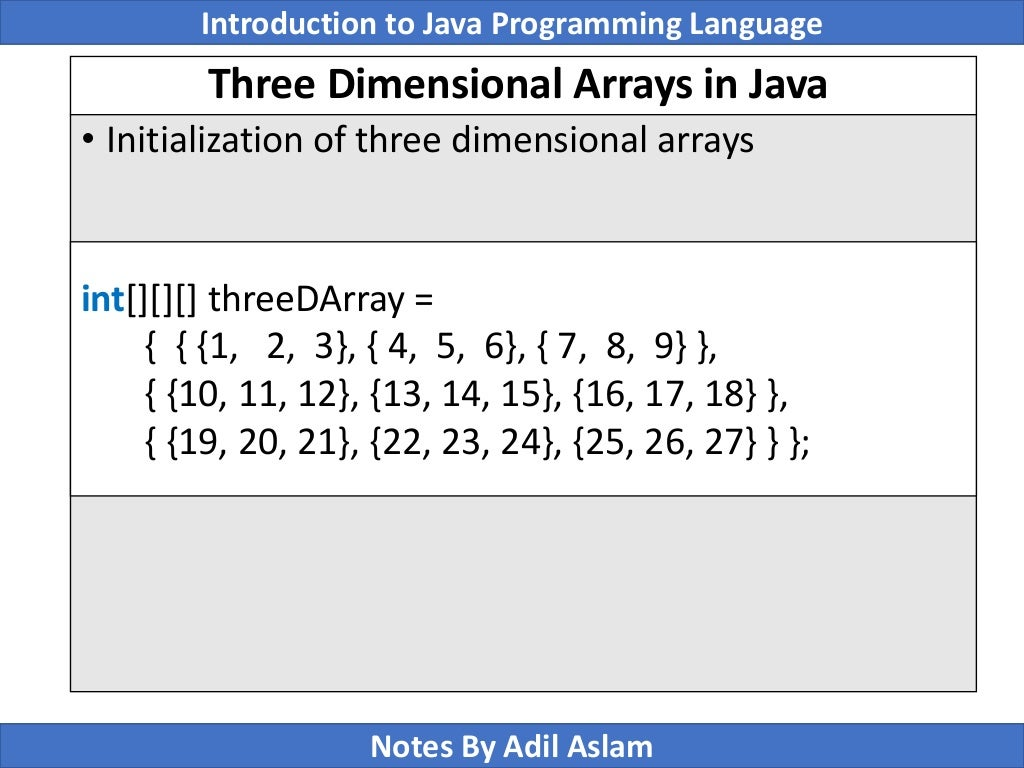 Introduction to Java Programming Language
Three Dimensional Arrays in Java
• Initialization of three dimensional arrays
int[][][] threeDArray =
{  { {1,   2,  3}, { 4,  5,  6}, { 7,  8,  9} },
{ {10, 11, 12}, {13, 14, 15}, {16, 17, 18} },
{ {19, 20, 21}, {22, 23, 24}, {25, 26, 27} } };
Notes By Adil Aslam